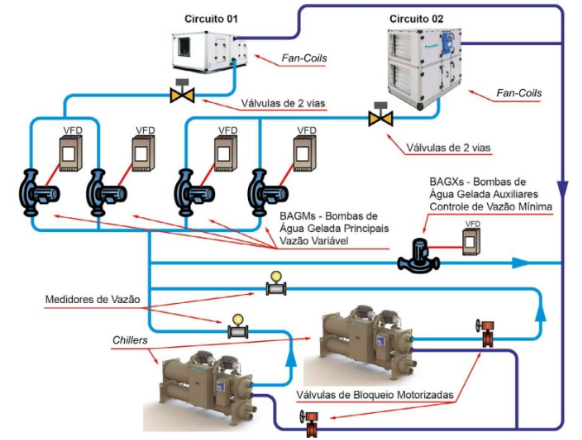 Circuito 01
Circuito 02
Fan-Coils
Fan-Coils
Válvulas de 2 vias
Válvulas de 2 vias
VFD
VFD
VFD
VFD
BAGMs - Bombas de
Água Gelada Principais
Vazão Variável
BAGXs - Bombas de
Água Gelada Auxiliares
Controle de Vazão Mínima
VFD
Medidores de Vazão
Chillers
Válvulas de Bloqueio Motorizadas